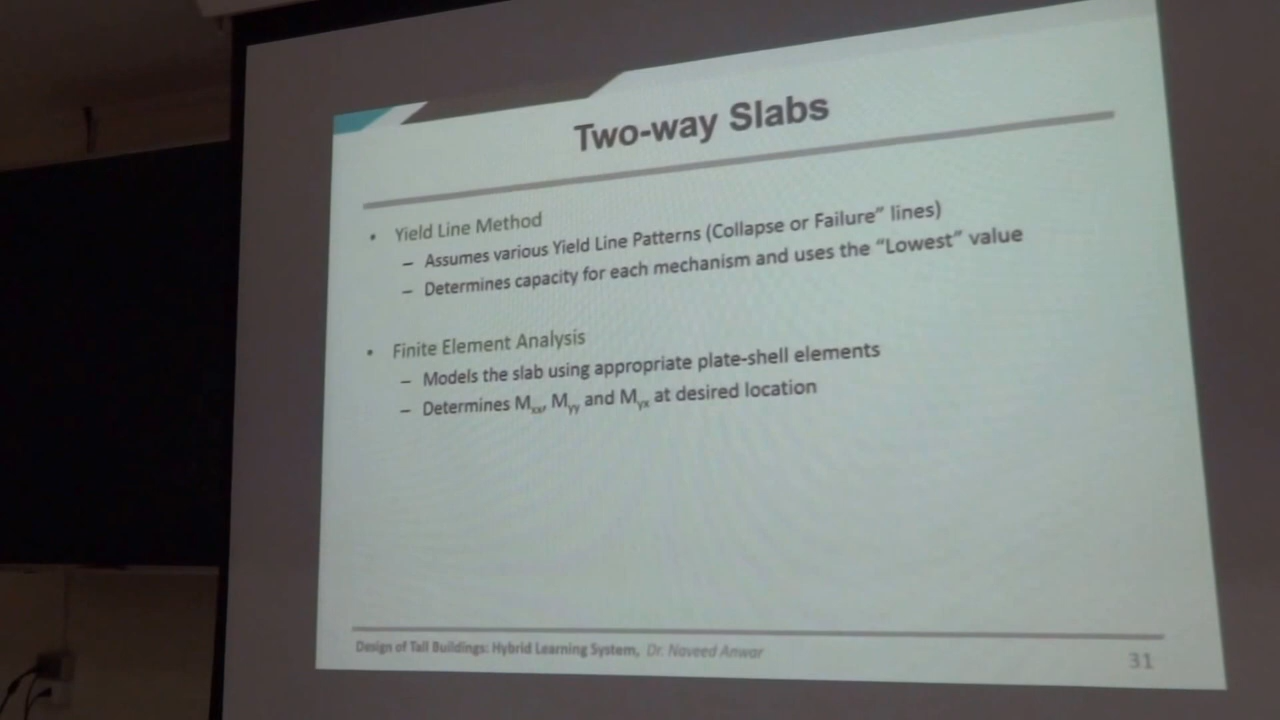 Two-way Slabs
• Yield Line Method
– Assumes various Yield Line Patterns (Collapse or Failure” lines)
– Determines capacity for each mechanism and uses the “Lowest” value
• Finite Element Analysis
– Models the slab using appropriate plate-shell elements
– Determines Mxx, Myy and Myx at desired location
Design of Tall Buildings: Hybrid Learning System, Dr. Naveed Anwar
31